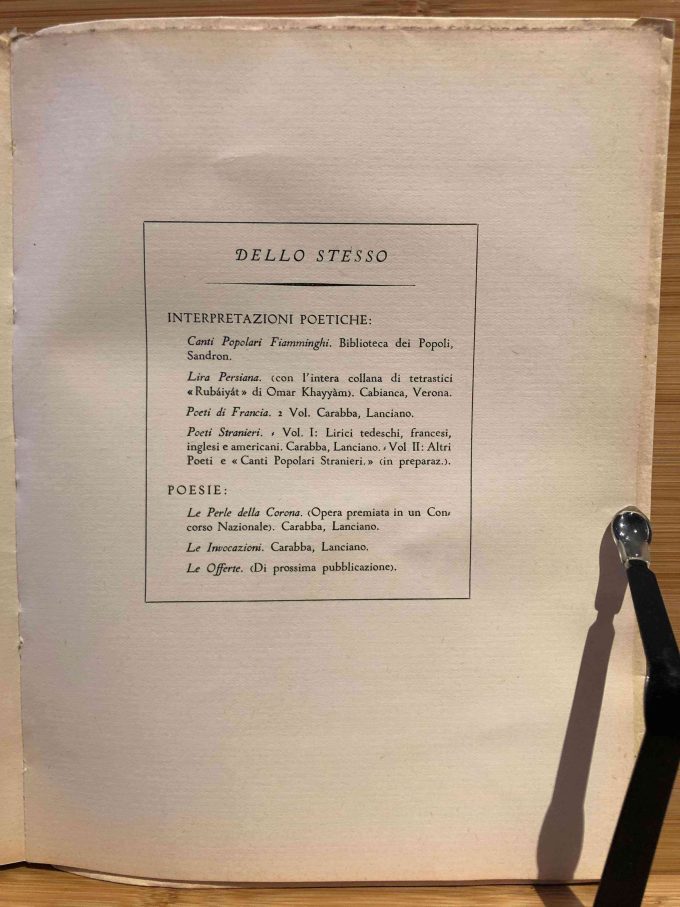 DELLO STESSO
INTERPRETAZIONI POETICHE:
Canti Popolari Fiamminghi. Biblioteca dei Popoli,
Sandron.
Lira Persiana. (con l'intera collana di tetrastici
«Rubáiyát» di Omar Khayyàm). Cabianca, Verona.
Poeti di Francia. 2 Vol. Carabba, Lanciano.
Poeti Stranieri. - Vol. I: Lirici tedeschi, francesi,
inglesi e americani. Carabba, Lanciano. - Vol II: Altri
Poeti e «Canti Popolari Stranieri.» (in preparaz.).
POESIE:
Le Perle della Corona. (Opera premiata in un Con-
corso Nazionale). Carabba, Lanciano.
Le Invocazioni. Carabba, Lanciano.
Le Offerte. (Di prossima pubblicazione).